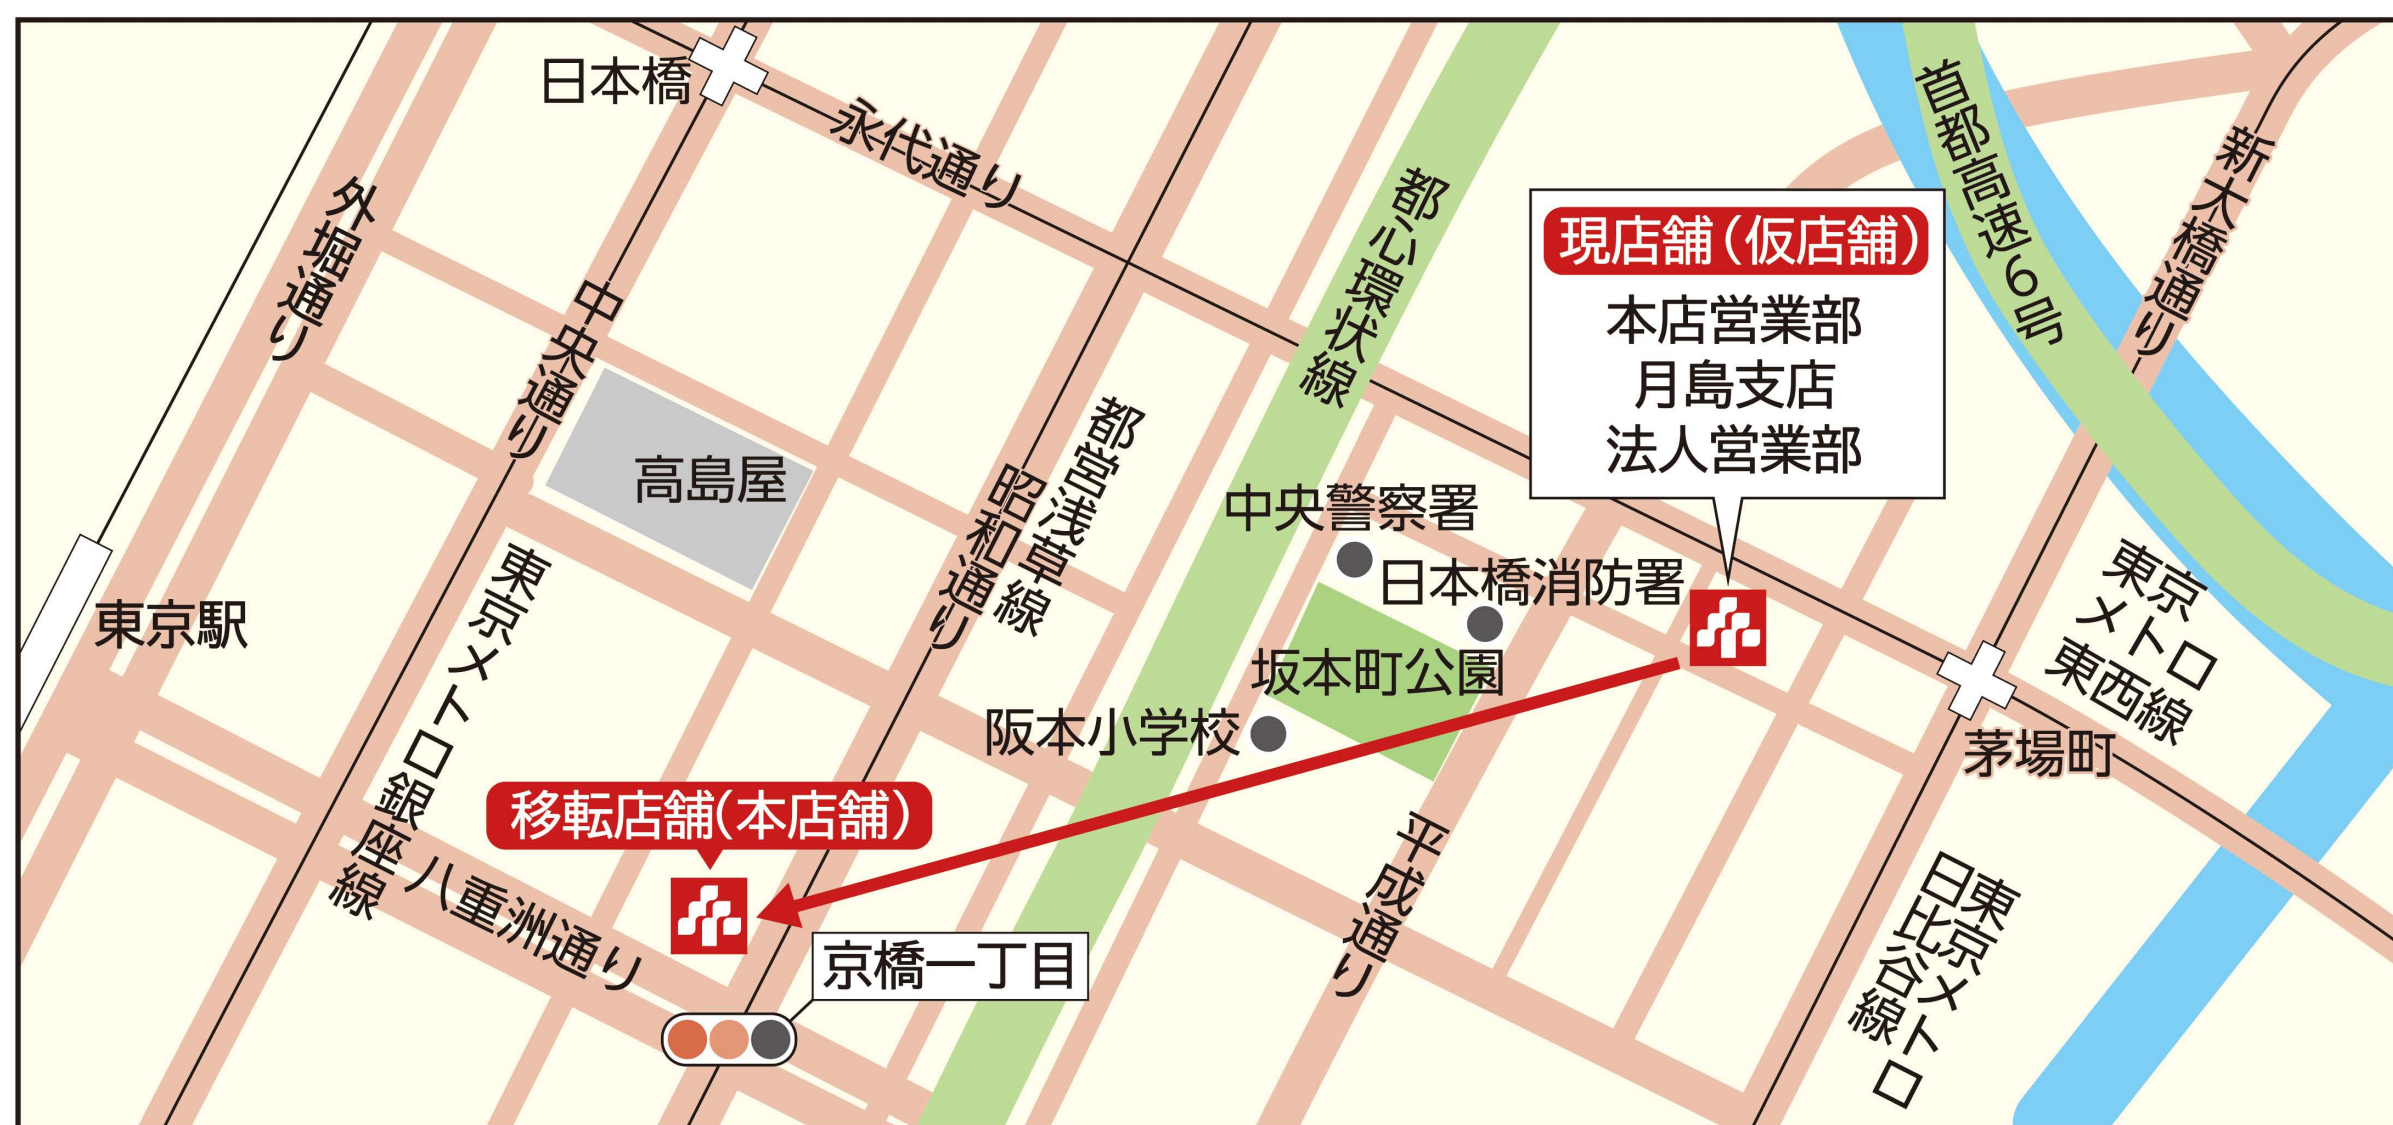 日本橋
永代通り
外堀通り
中央通り
都心環状線
首都高速6号
新大橋通り
現店舗（仮店舗）
本店営業部
月島支店
法人営業部
高島屋
都営浅草線
昭和通り
中央警察署
日本橋消防署
坂本町公園
阪本小学校
東京駅
東京メトロ銀座線
東京
メトロ
東西線
茅場町
移転店舗（本店舗）
八重洲通り
京橋一丁目
平成通り
東京メトロ
日比谷線